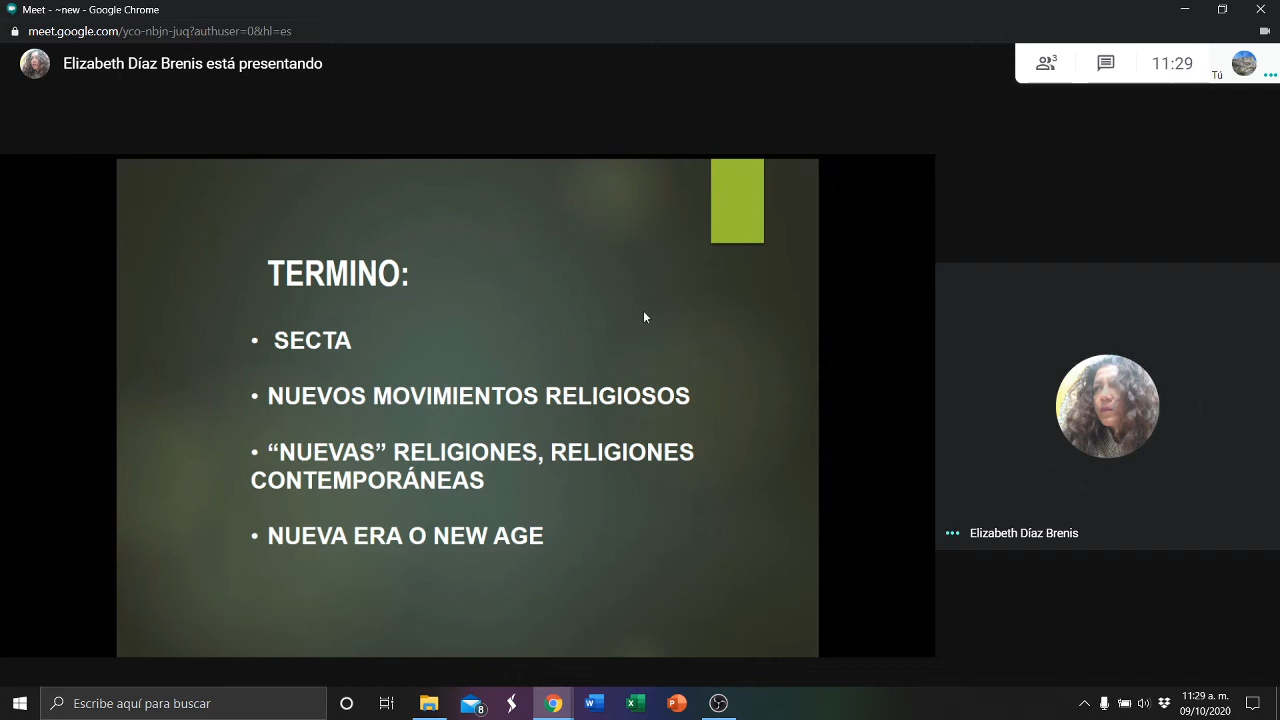 Meet - ~new - Google Chrome
meet.google.com/yco-nbjn-juq?authuser=0&hl=es
Elizabeth Díaz Brenis está presentando
3
11:29
Tú
TERMINO:
• SECTA
• NUEVOS MOVIMIENTOS RELIGIOSOS
• “NUEVAS” RELIGIONES, RELIGIONES
CONTEMPORÁNEAS
• NUEVA ERA O NEW AGE
Elizabeth Díaz Brenis
Escribe aquí para buscar
8
11:29 a. m.
09/10/2020